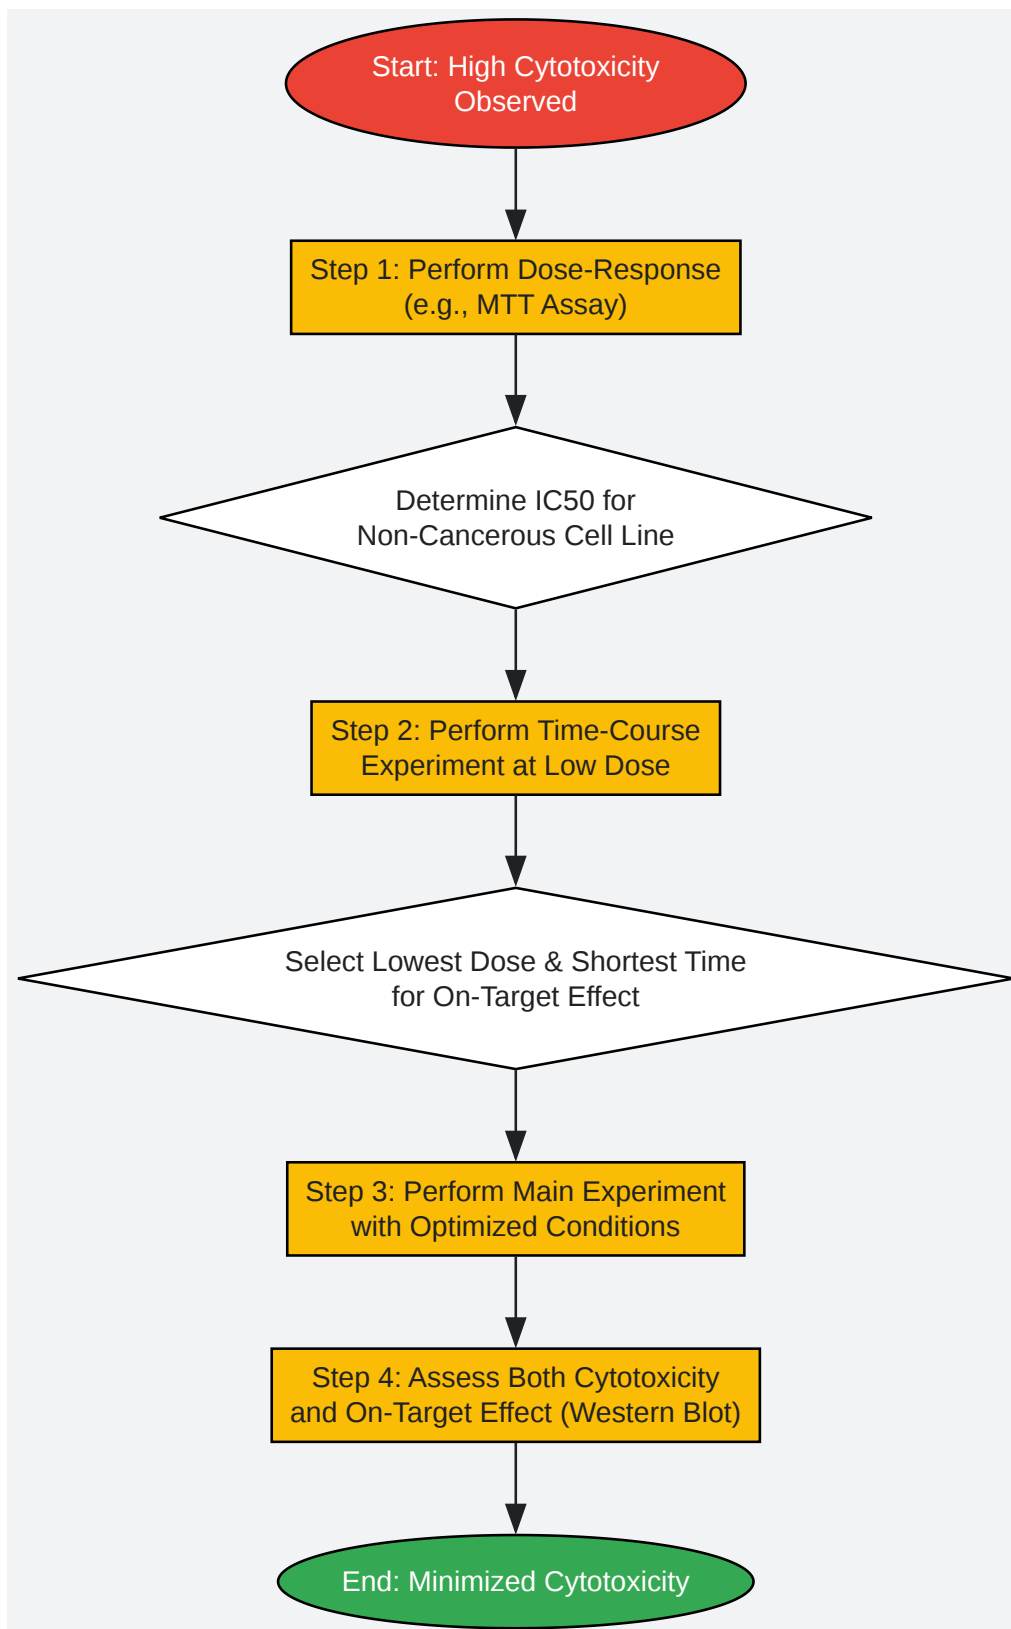 Start: High Cytotoxicity
Observed
Step 1: Perform Dose-Response
(e.g., MTT Assay)
Determine IC50 for
Non-Cancerous Cell Line
Step 2: Perform Time-Course
Experiment at Low Dose
Select Lowest Dose & Shortest Time
for On-Target Effect
Step 3: Perform Main Experiment
with Optimized Conditions
Step 4: Assess Both Cytotoxicity
and On-Target Effect (Western Blot)
End: Minimized Cytotoxicity